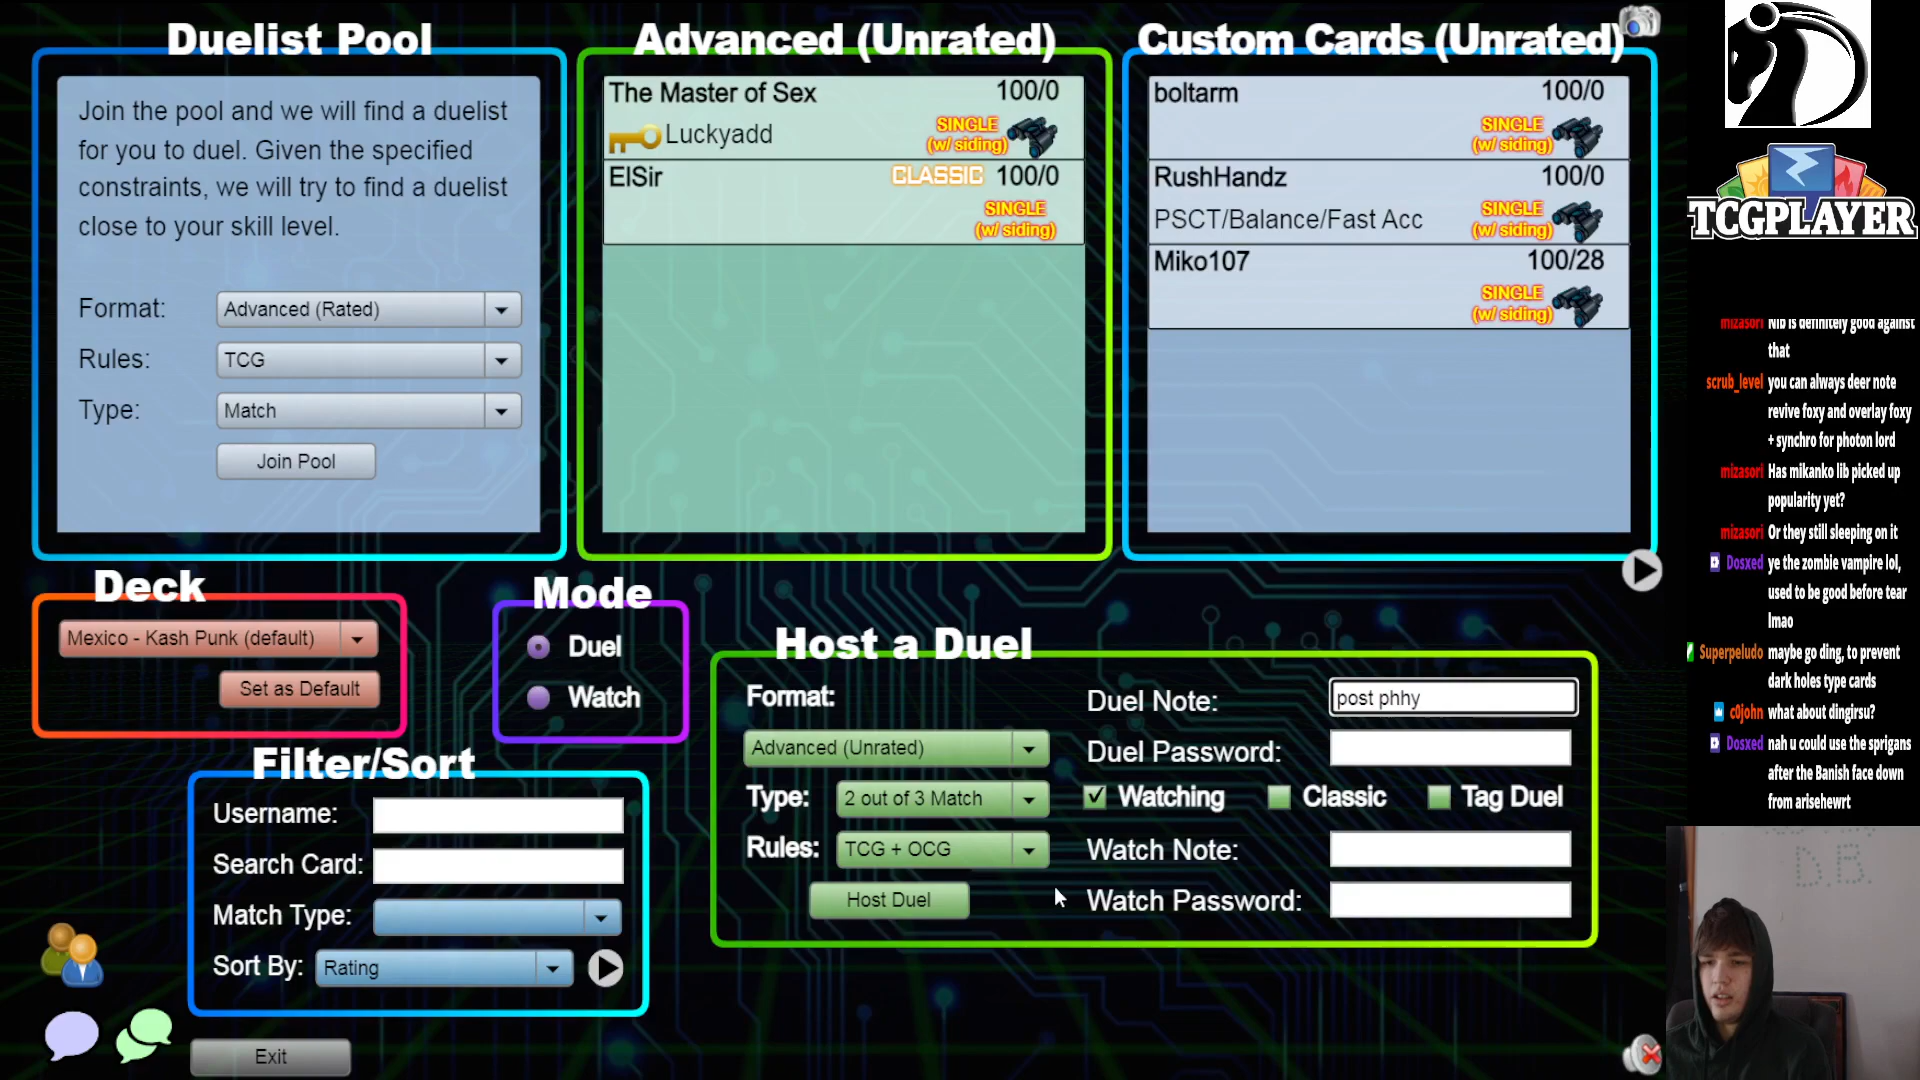 Duelist Pool
Join the pool and we will find a duelist
for you to duel. Given the specified
constraints, we will try to find a duelist
close to your skill level.
Format: Advanced (Rated)
Rules: TCG
Type: Match
Join Pool
Advanced (Unrated)
The Master of Sex 100/0
Luckyadd SINGLE
(w/ siding)
ElSir CLASSIC 100/0
SINGLE
(w/ siding)
Custom Cards (Unrated)
boltarm 100/0
SINGLE
(w/ siding)
RushHandz 100/0
PSCT/Balance/Fast Acc SINGLE
(w/ siding)
Miko107 100/28
SINGLE
(w/ siding)
Deck
Mexico - Kash Punk (default)
Set as Default
Mode
Duel
Watch
Filter/Sort
Username:
Search Card:
Match Type:
Sort By: Rating
Exit
Host a Duel
Format:
Advanced (Unrated)
Type: 2 out of 3 Match
Rules: TCG + OCG
Host Duel
Duel Note: post phhy
Duel Password:
Watching Classic Tag Duel
Watch Note:
Watch Password:
TCGPLAYER
mizasori Nib is definitely good against
that
scrub_level you can always deer note
revive foxy and overlay foxy
+ synchro for photon lord
mizasori Has mikanko lib picked up
popularity yet?
mizasori Or they still sleeping on it
Dosxed ye the zombie vampire lol,
used to be good before tear
lmao
Superpeludo maybe go ding, to prevent
dark holes type cards
c0john what about dingirsu?
Dosxed nah u could use the sprigans
after the Banish face down
from arisehewrt
D.B.